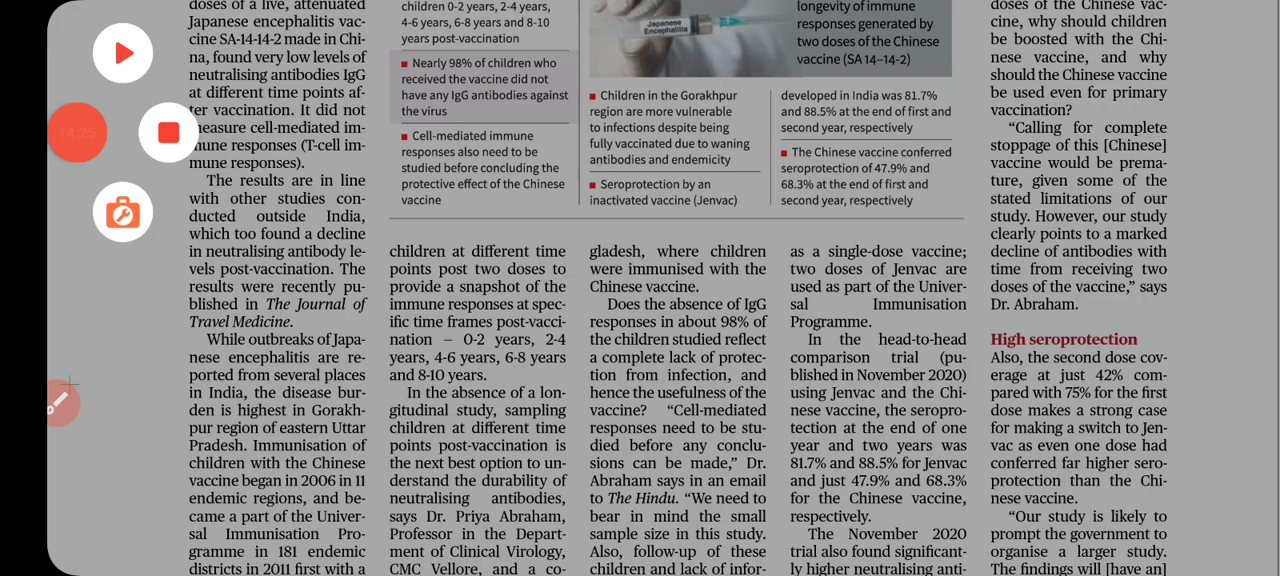 doses of a live, attenuated
Japanese encephalitis vac-
cine SA-14-14-2 made in Chi-
na, found very low levels of
neutralising antibodies IgG
at different time points af-
ter vaccination. It did not
measure cell-mediated im-
mune responses (T-cell im-
mune responses).
The results are in line
with other studies con-
ducted outside India,
which too found a decline
in neutralising antibody le-
vels post-vaccination. The
results were recently pu-
blished in The Journal of
Travel Medicine.
While outbreaks of Japa-
nese encephalitis are re-
ported from several places
in India, the disease bur-
den is highest in Gorakh-
pur region of eastern Uttar
Pradesh. Immunisation of
children with the Chinese
vaccine began in 2006 in 11
endemic regions, and be-
came a part of the Univer-
sal Immunisation Pro-
gramme in 181 endemic
districts in 2011 first with a
14:25
children 0-2 years, 2-4 years,
4-6 years, 6-8 years and 8-10
years post-vaccination
Nearly 98% of children who
received the vaccine did not
have any IgG antibodies against
the virus
Cell-mediated immune
responses also need to be
studied before concluding the
protective effect of the Chinese
vaccine
Japanese
Encephalitis
longevity of immune
responses generated by
two doses of the Chinese
vaccine (SA 14–14-2)
Children in the Gorakhpur
region are more vulnerable
to infections despite being
fully vaccinated due to waning
antibodies and endemicity
Seroprotection by an
inactivated vaccine (Jenvac)
developed in India was 81.7%
and 88.5% at the end of first and
second year, respectively
The Chinese vaccine conferred
seroprotection of 47.9% and
68.3% at the end of first and
second year, respectively
children at different time
points post two doses to
provide a snapshot of the
immune responses at spec-
ific time frames post-vacci-
nation — 0-2 years, 2-4
years, 4-6 years, 6-8 years
and 8-10 years.
In the absence of a lon-
gitudinal study, sampling
children at different time
points post-vaccination is
the next best option to un-
derstand the durability of
neutralising antibodies,
says Dr. Priya Abraham,
Professor in the Depart-
ment of Clinical Virology,
CMC Vellore, and a co-
gladesh, where children
were immunised with the
Chinese vaccine.
Does the absence of IgG
responses in about 98% of
the children studied reflect
a complete lack of protec-
tion from infection, and
hence the usefulness of the
vaccine? “Cell-mediated
responses need to be stu-
died before any conclu-
sions can be made,” Dr.
Abraham says in an email
to The Hindu. “We need to
bear in mind the small
sample size in this study.
Also, follow-up of these
children and lack of infor-
as a single-dose vaccine;
two doses of Jenvac are
used as part of the Univer-
sal Immunisation
Programme.
In the head-to-head
comparison trial (pu-
blished in November 2020)
using Jenvac and the Chi-
nese vaccine, the seropro-
tection at the end of one
year and two years was
81.7% and 88.5% for Jenvac
and just 47.9% and 68.3%
for the Chinese vaccine,
respectively.
The November 2020
trial also found significant-
ly higher neutralising anti-
doses of the Chinese vac-
cine, why should children
be boosted with the Chi-
nese vaccine, and why
should the Chinese vaccine
be used even for primary
vaccination?
“Calling for complete
stoppage of this [Chinese]
vaccine would be prema-
ture, given some of the
stated limitations of our
study. However, our study
clearly points to a marked
decline of antibodies with
time from receiving two
doses of the vaccine,” says
Dr. Abraham.
High seroprotection
Also, the second dose cov-
erage at just 42% com-
pared with 75% for the first
dose makes a strong case
for making a switch to Jen-
vac as even one dose had
conferred far higher sero-
protection than the Chi-
nese vaccine.
“Our study is likely to
prompt the government to
organise a larger study.
The findings will [have an]